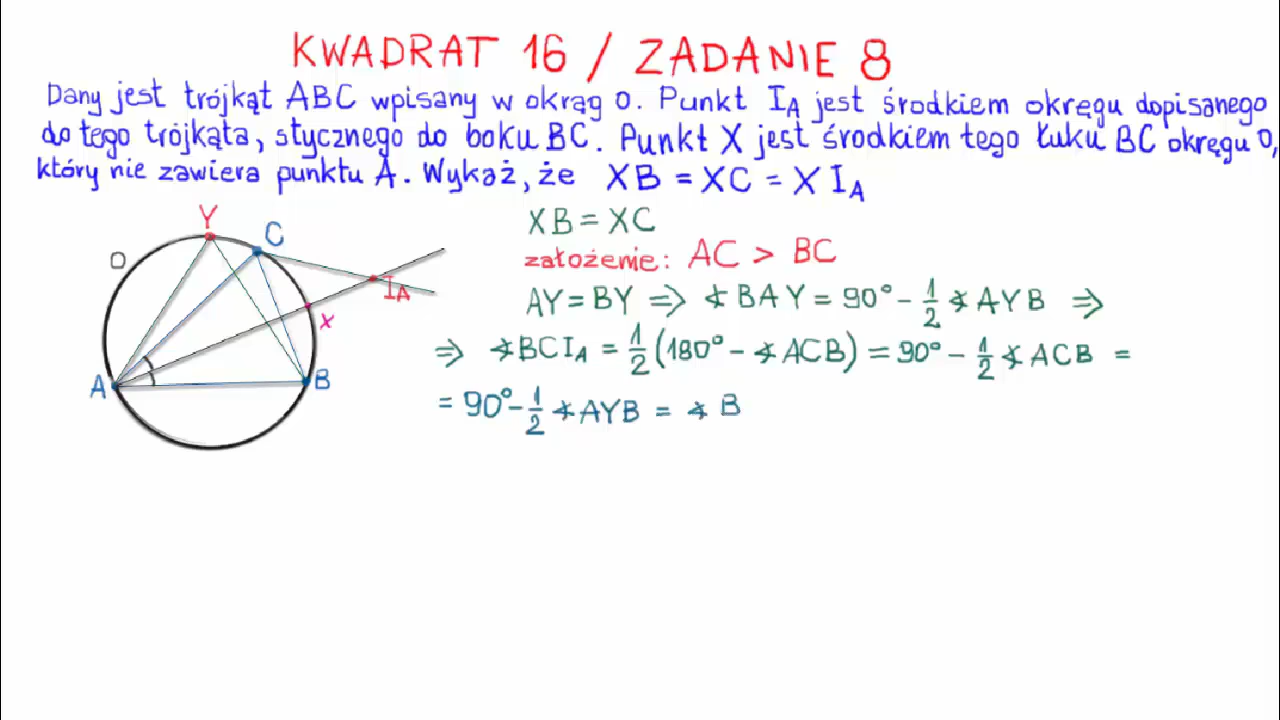 KWADRAT 16 / ZADANIE 8
Dany jest trójkąt ABC wpisany w okrąg o. Punkt I_A jest środkiem okręgu dopisanego
do tego trójkąta, stycznego do boku BC. Punkt X jest środkiem tego łuku BC okręgu o,
który nie zawiera punktu A. Wykaż, że XB = XC = X I_A
Y
C
O
I_A
X
A
B
XB = XC
założenie: AC > BC
AY = BY ⇒ ∢BAY = 90° - 1/2 ∢AYB ⇒
⇒ ∢BCI_A = 1/2 (180° - ∢ACB) = 90° - 1/2 ∢ACB =
= 90° - 1/2 ∢AYB = ∢ B